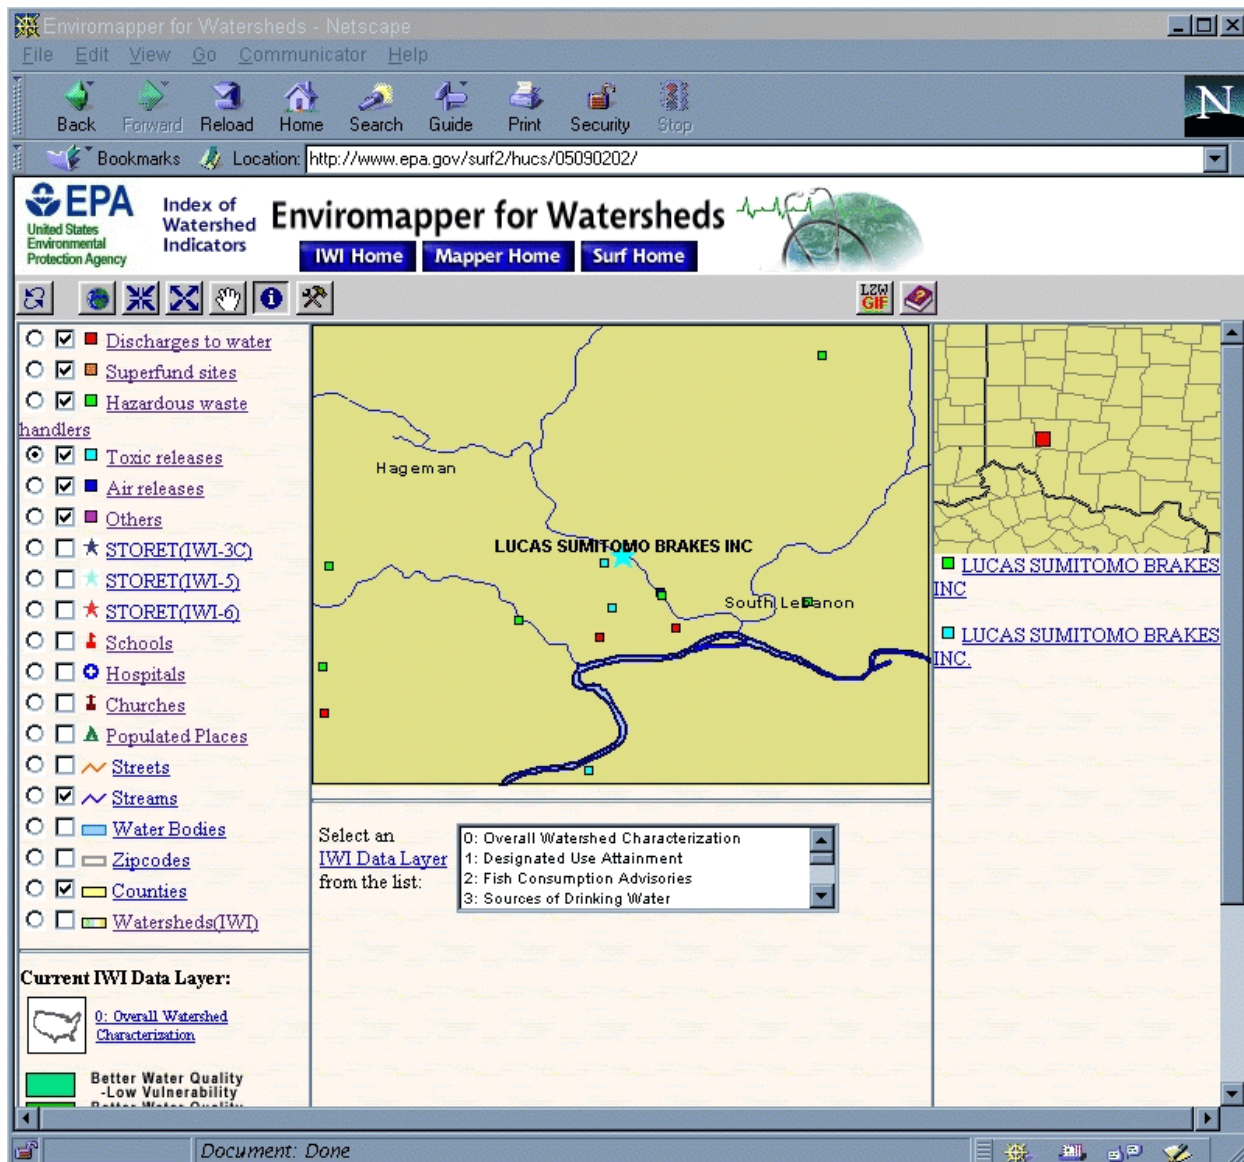 Enviromapper for Watersheds - Netscape
File Edit View Go Communicator Help
Back Forward Reload Home Search Guide Print Security Stop
N
Bookmarks Location: http://www.epa.gov/surf2/hucs/05090202/
EPA
United States
Environmental
Protection Agency
Index of
Watershed
Indicators
Enviromapper for Watersheds
IWI Home Mapper Home Surf Home
LZW
GIF
Discharges to water
Superfund sites
Hazardous waste
handlers
Toxic releases
Air releases
Others
STORET(IWI-3C)
STORET(IWI-5)
STORET(IWI-6)
Schools
Hospitals
Churches
Populated Places
Streets
Streams
Water Bodies
Zipcodes
Counties
Watersheds(IWI)
Current IWI Data Layer:
0: Overall Watershed
Characterization
Better Water Quality
-Low Vulnerability
Better Water Quality
Hageman
LUCAS SUMITOMO BRAKES INC
South Lebanon
Select an
IWI Data Layer
from the list:
0: Overall Watershed Characterization
1: Designated Use Attainment
2: Fish Consumption Advisories
3: Sources of Drinking Water
LUCAS SUMITOMO BRAKES
INC
LUCAS SUMITOMO BRAKES
INC.
Document: Done